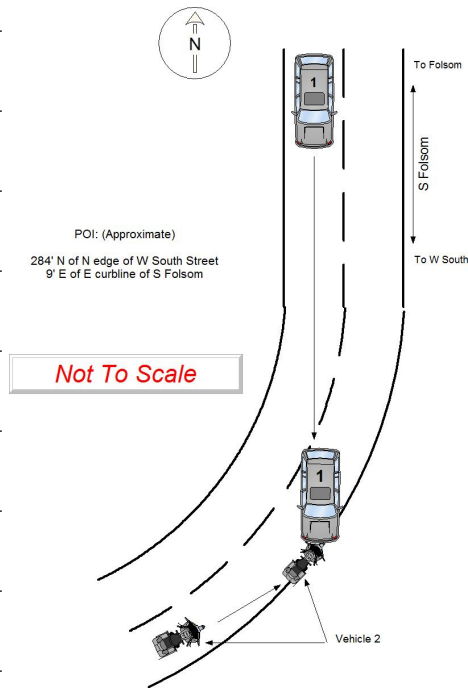 N
1
To Folsom
S Folsom
To W South
POI: (Approximate)
284' N of N edge of W South Street
9' E of E curbline of S Folsom
Not To Scale
1
Vehicle 2